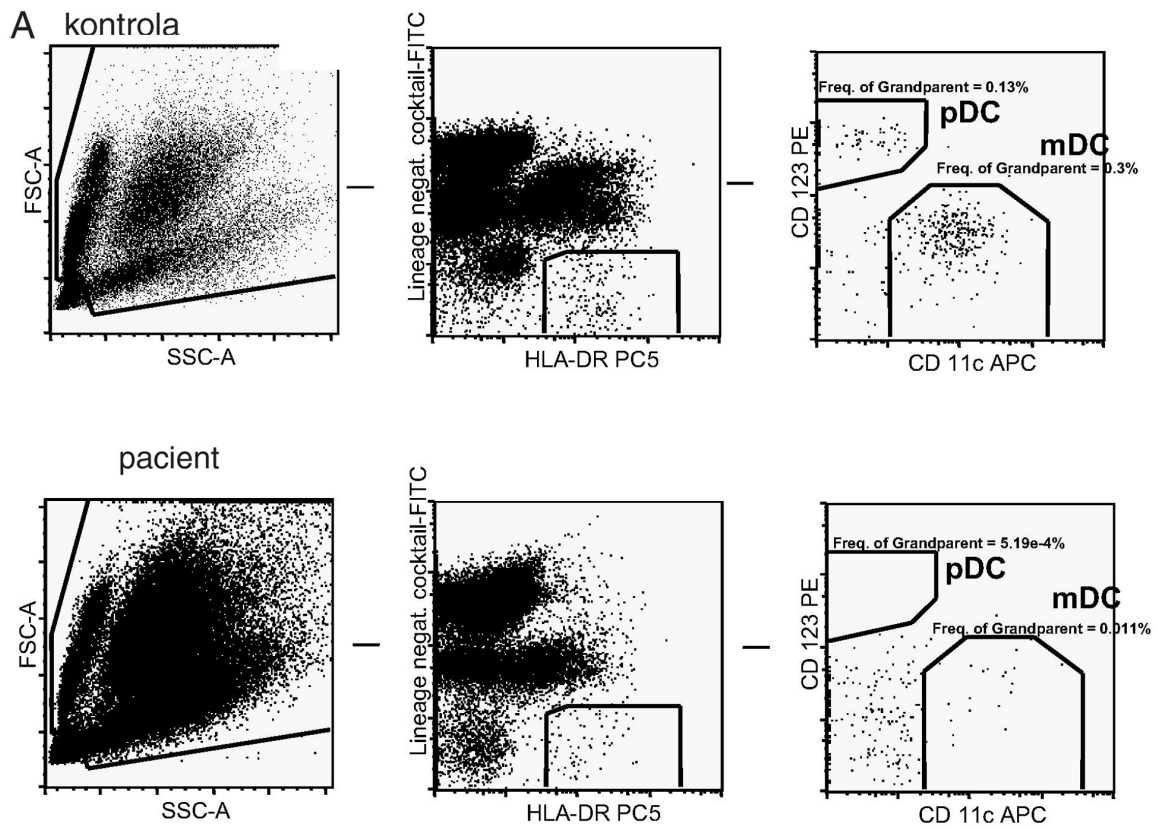 A kontrola
FSC-A
SSC-A
Lineage negat. cocktail-FITC
HLA-DR PC5
CD 123 PE
Freq. of Grandparent = 0.13%
pDC
mDC
Freq. of Grandparent = 0.3%
CD 11c APC
pacient
FSC-A
SSC-A
Lineage negat. cocktail-FITC
HLA-DR PC5
CD 123 PE
Freq. of Grandparent = 5.19e-4%
pDC
mDC
Freq. of Grandparent = 0.011%
CD 11c APC